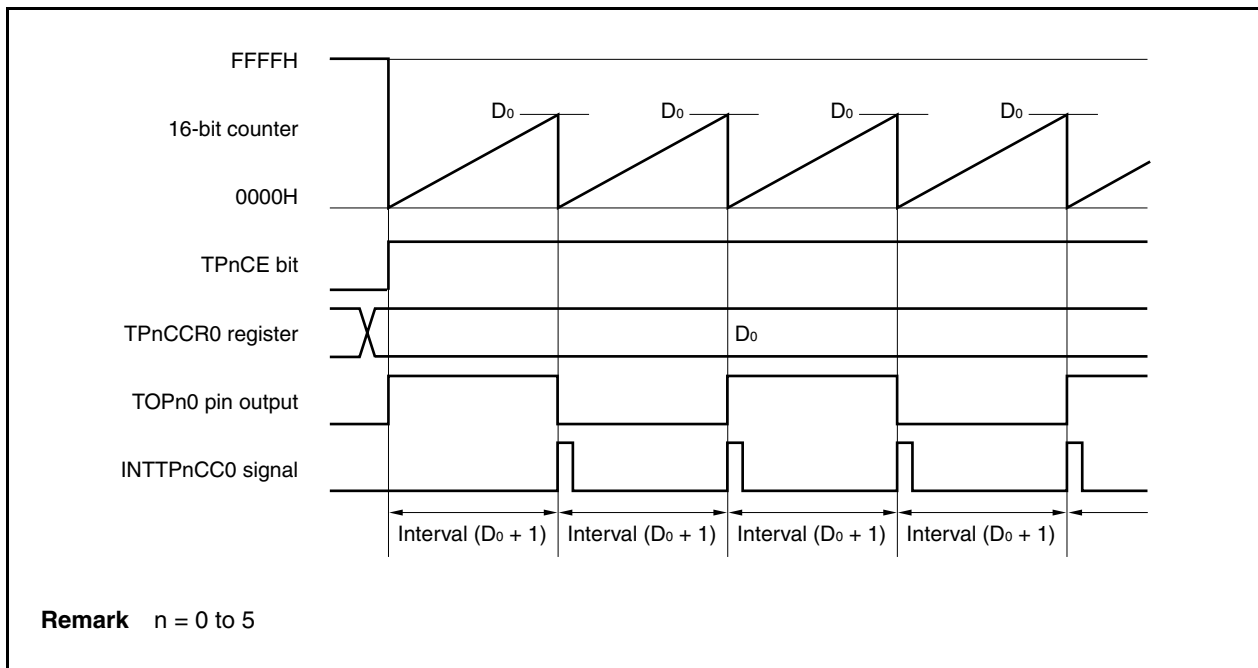 FFFFH
D0 D0 D0 D0
16-bit counter
0000H
TPnCE bit
TPnCCR0 register
D0
TOPn0 pin output
INTTPnCC0 signal
Interval (D0 + 1) Interval (D0 + 1) Interval (D0 + 1) Interval (D0 + 1)
Remark n = 0 to 5